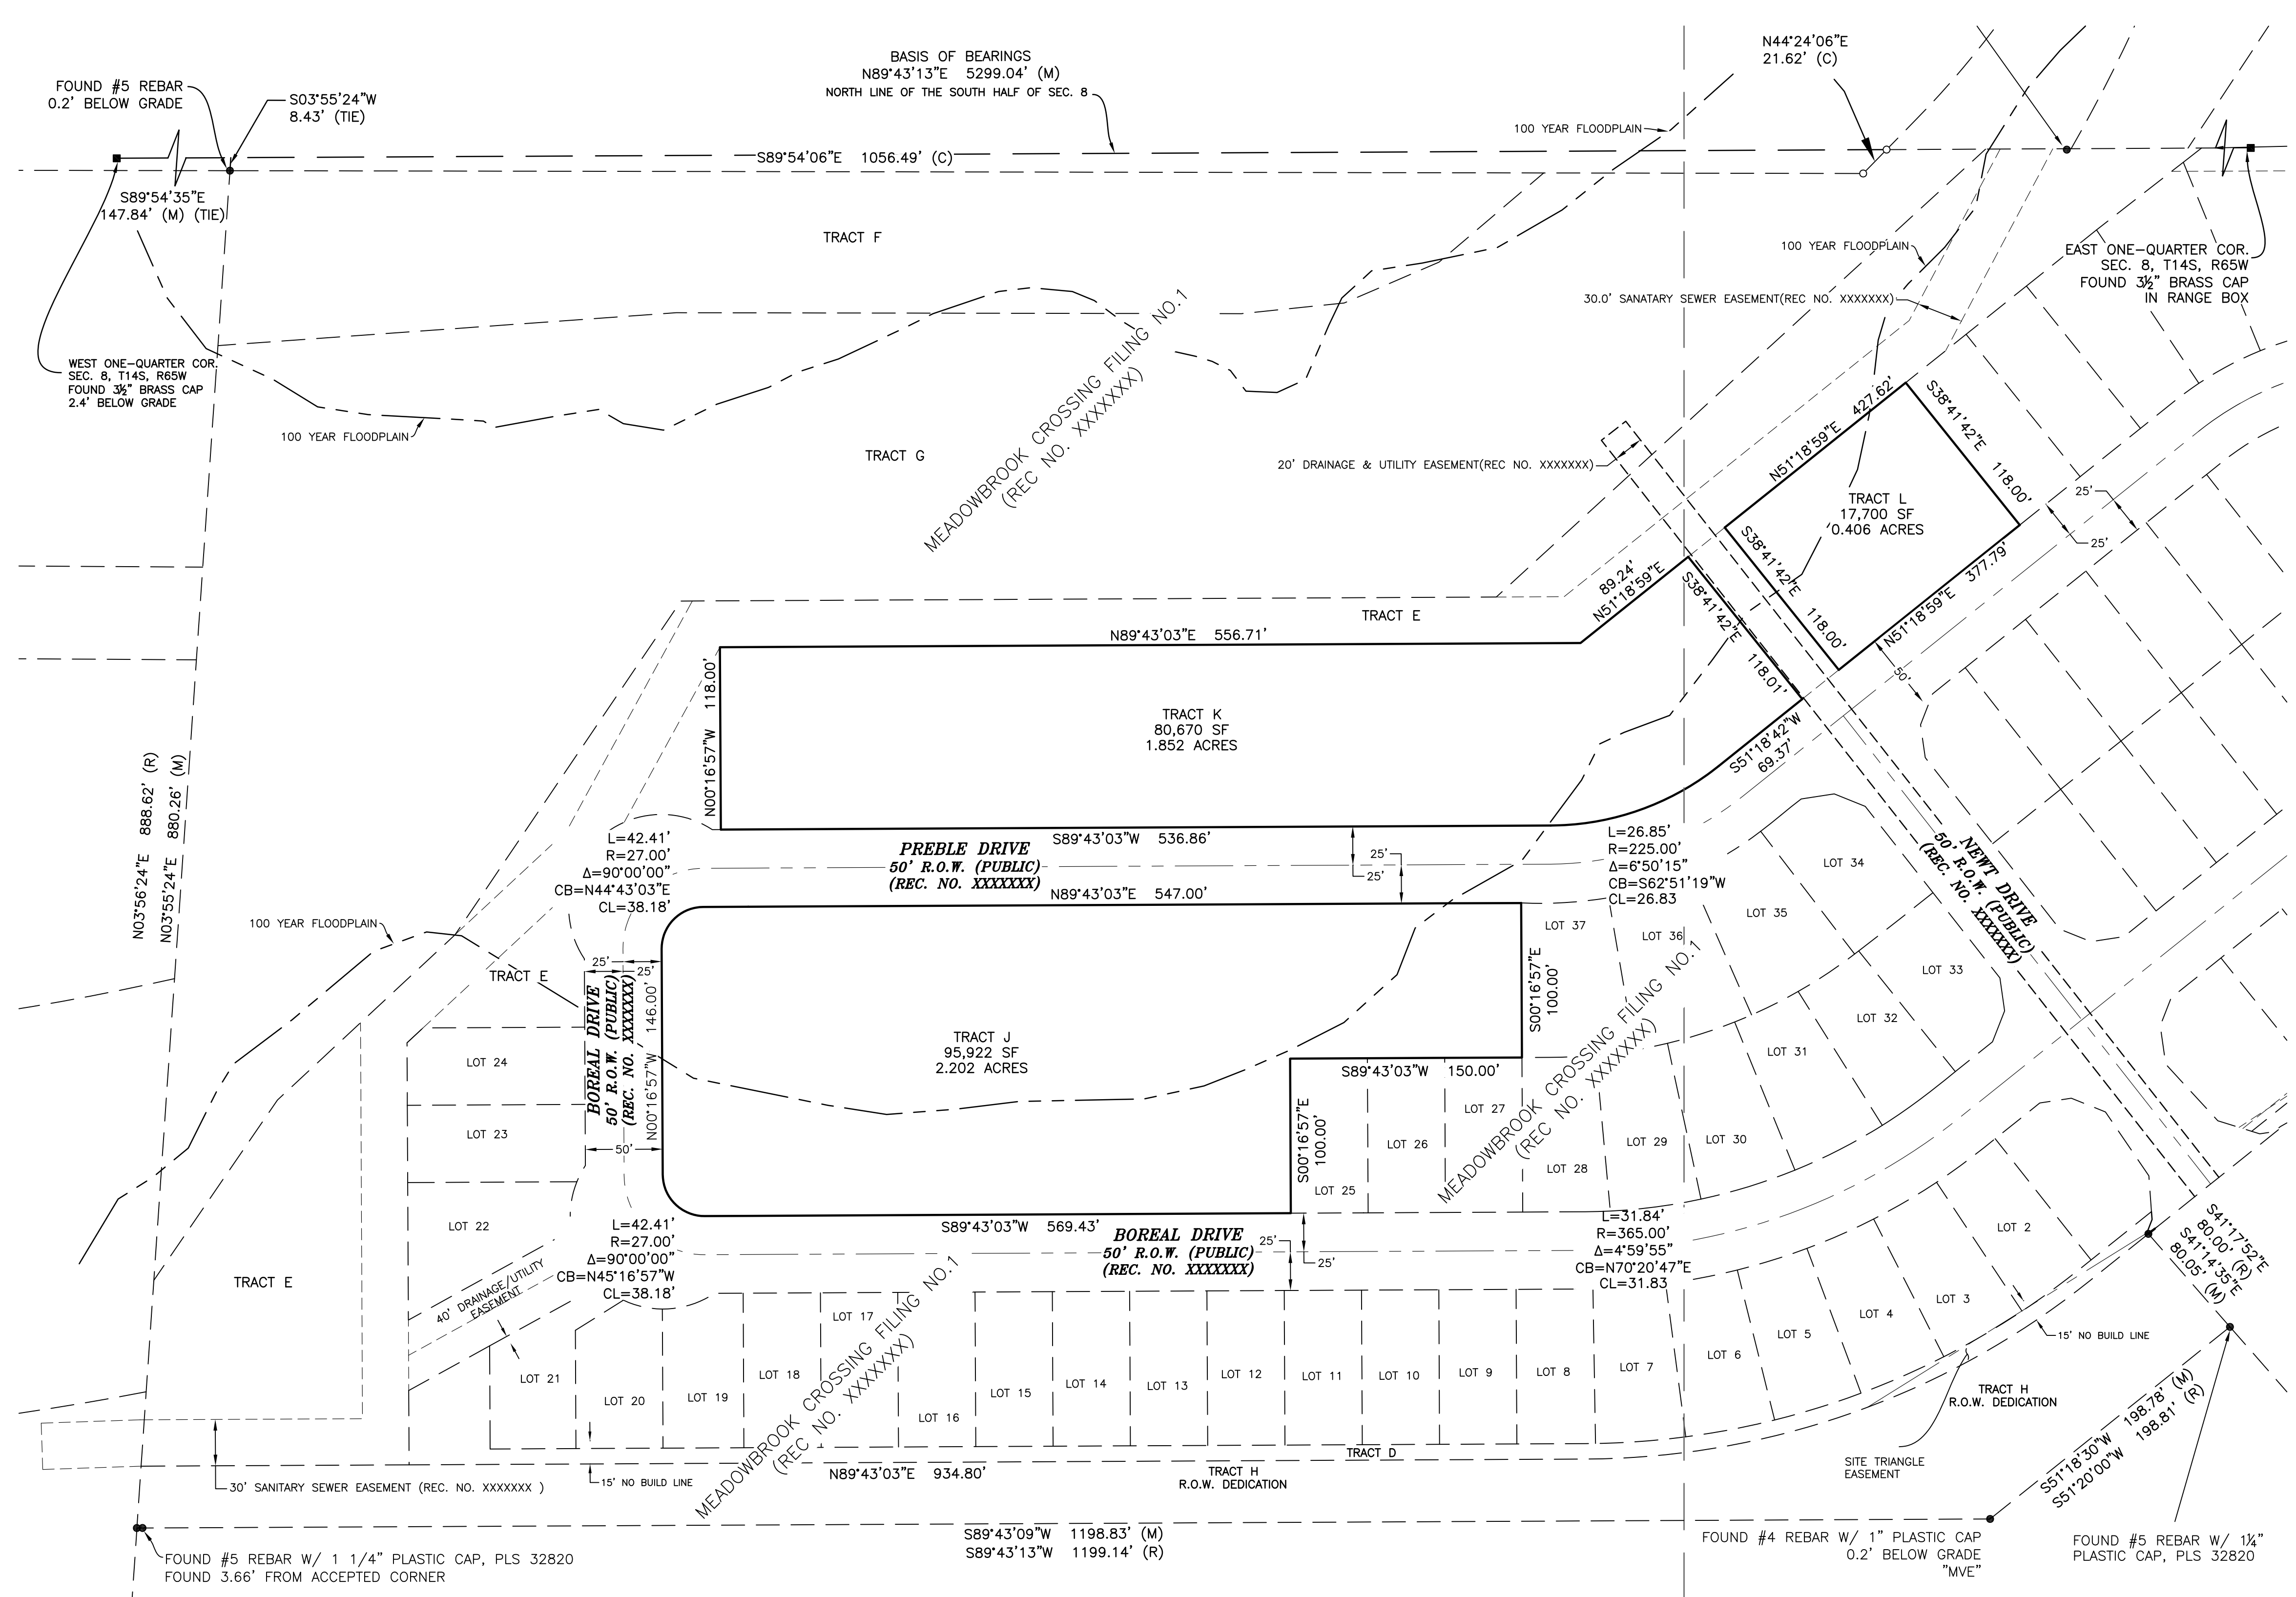 BASIS OF BEARINGS
N89°43'13"E 5299.04' (M)
NORTH LINE OF THE SOUTH HALF OF SEC. 8
N44°24'06"E
21.62' (C)
FOUND #5 REBAR
0.2' BELOW GRADE
S03°55'24"W
8.43' (TIE)
100 YEAR FLOODPLAIN
S89°54'06"E 1056.49' (C)
S89°54'35"E
147.84' (M) (TIE)
TRACT F
100 YEAR FLOODPLAIN
EAST ONE-QUARTER COR.
SEC. 8, T14S, R65W
FOUND 3½" BRASS CAP
IN RANGE BOX
30.0' SANATARY SEWER EASEMENT(REC NO. XXXXXXX)
MEADOWBROOK CROSSING FILING NO.1
(REC NO. XXXXXXX)
WEST ONE-QUARTER COR.
SEC. 8, T14S, R65W
FOUND 3½" BRASS CAP
2.4' BELOW GRADE
100 YEAR FLOODPLAIN
TRACT G
20' DRAINAGE & UTILITY EASEMENT(REC NO. XXXXXXX)
N51°18'59"E 427.62'
S38°41'42"E 118.00'
TRACT L
17,700 SF
0.406 ACRES
S38°41'42"E 118.00'
N51°18'59"E 377.79'
25'
25'
50'
89.24'
N51°18'59"E
S38°41'42"E 118.01'
TRACT E
N89°43'03"E 556.71'
N00°16'57"W 118.00'
TRACT K
80,670 SF
1.852 ACRES
S51°18'42"W
69.37'
S89°43'03"W 536.86'
N03°56'24"E 888.62' (R)
N03°55'24"E 880.26' (M)
L=42.41'
R=27.00'
Δ=90°00'00"
CB=N44°43'03"E
CL=38.18'
PREBLE DRIVE
50' R.O.W. (PUBLIC)
(REC. NO. XXXXXXX)
25'
25'
N89°43'03"E 547.00'
L=26.85'
R=225.00'
Δ=6°50'15"
CB=S62°51'19"W
CL=26.83
NEWT DRIVE
50' R.O.W. (PUBLIC)
(REC. NO. XXXXXXX)
LOT 34
LOT 35
LOT 36
LOT 37
LOT 33
LOT 32
LOT 31
100 YEAR FLOODPLAIN
TRACT E
25'
25'
BOREAL DRIVE
50' R.O.W. (PUBLIC)
(REC. NO. XXXXXXX)
N00°16'57"W 146.00'
50'
TRACT J
95,922 SF
2.202 ACRES
S00°16'57"E
100.00'
S89°43'03"W 150.00'
S00°16'57"E
100.00'
MEADOWBROOK CROSSING FILING NO.1
(REC NO. XXXXXXX)
LOT 24
LOT 23
LOT 22
LOT 27
LOT 26
LOT 25
LOT 28
LOT 29
LOT 30
L=42.41'
R=27.00'
Δ=90°00'00"
CB=N45°16'57"W
CL=38.18'
S89°43'03"W 569.43'
BOREAL DRIVE
50' R.O.W. (PUBLIC)
(REC. NO. XXXXXXX)
25'
25'
L=31.84'
R=365.00'
Δ=4°59'55"
CB=N70°20'47"E
CL=31.83
LOT 2
S41°17'52"E
80.00' (R)
S41°14'35"E
80.05' (M)
TRACT E
40' DRAINAGE/UTILITY
EASEMENT
MEADOWBROOK CROSSING FILING NO.1
(REC NO. XXXXXXX)
LOT 21
LOT 20
LOT 19
LOT 18
LOT 17
LOT 16
LOT 15
LOT 14
LOT 13
LOT 12
LOT 11
LOT 10
LOT 9
LOT 8
LOT 7
LOT 6
LOT 5
LOT 4
LOT 3
15' NO BUILD LINE
TRACT H
R.O.W. DEDICATION
S51°18'30"W 198.78' (M)
S51°20'00"W 198.81' (R)
SITE TRIANGLE
EASEMENT
TRACT D
N89°43'03"E 934.80'
15' NO BUILD LINE
TRACT H
R.O.W. DEDICATION
30' SANITARY SEWER EASEMENT (REC. NO. XXXXXXX )
S89°43'09"W 1198.83' (M)
S89°43'13"W 1199.14' (R)
FOUND #5 REBAR W/ 1 1/4" PLASTIC CAP, PLS 32820
FOUND 3.66' FROM ACCEPTED CORNER
FOUND #4 REBAR W/ 1" PLASTIC CAP
0.2' BELOW GRADE
"MVE"
FOUND #5 REBAR W/ 1¼"
PLASTIC CAP, PLS 32820